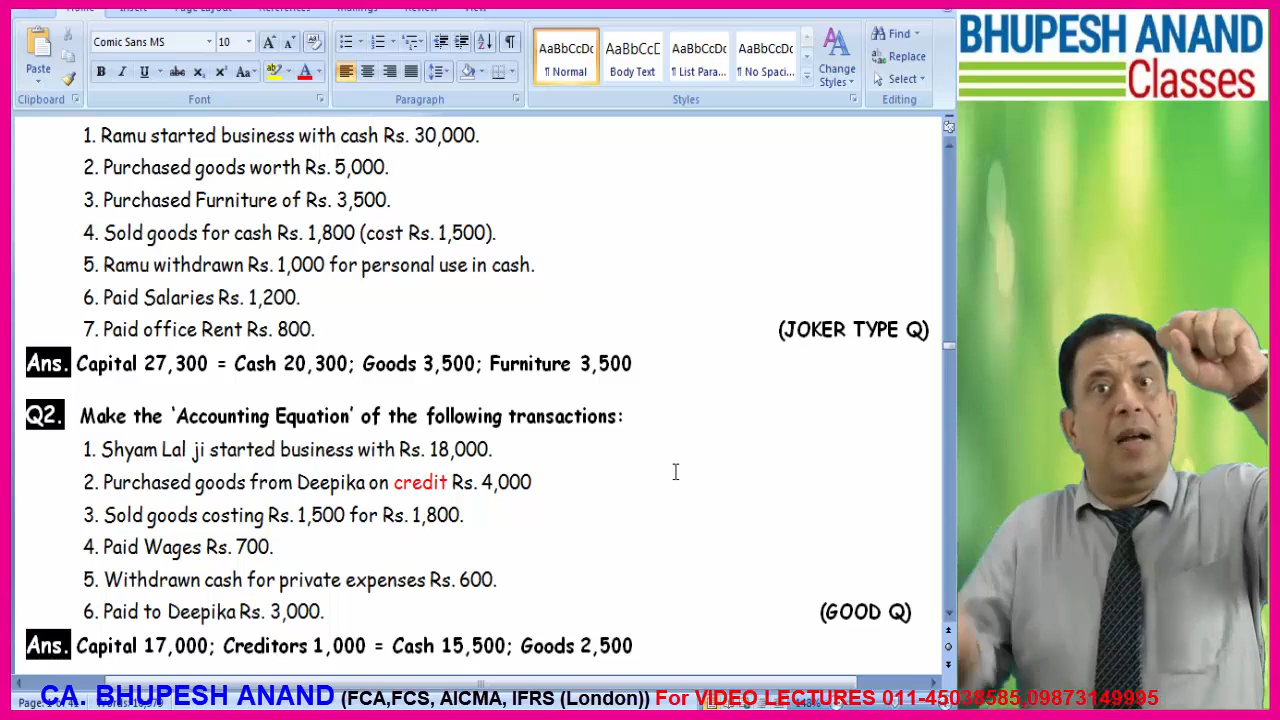 Comic Sans MS
10
Paste
Clipboard
Font
Paragraph
AaBbCcDc
¶ Normal
AaBbCcE
Body Text
AaBbCcDc
¶ List Para...
AaBbCcDc
¶ No Spaci...
Change
Styles
Styles
Find
Replace
Select
Editing
BHUPESH ANAND
Classes
1. Ramu started business with cash Rs. 30,000.
2. Purchased goods worth Rs. 5,000.
3. Purchased Furniture of Rs. 3,500.
4. Sold goods for cash Rs. 1,800 (cost Rs. 1,500).
5. Ramu withdrawn Rs. 1,000 for personal use in cash.
6. Paid Salaries Rs. 1,200.
7. Paid office Rent Rs. 800. (JOKER TYPE Q)
Ans. Capital 27,300 = Cash 20,300; Goods 3,500; Furniture 3,500
Q2. Make the ‘Accounting Equation’ of the following transactions:
1. Shyam Lal ji started business with Rs. 18,000.
2. Purchased goods from Deepika on credit Rs. 4,000
3. Sold goods costing Rs. 1,500 for Rs. 1,800.
4. Paid Wages Rs. 700.
5. Withdrawn cash for private expenses Rs. 600.
6. Paid to Deepika Rs. 3,000. (GOOD Q)
Ans. Capital 17,000; Creditors 1,000 = Cash 15,500; Goods 2,500
CA. BHUPESH ANAND (FCA,FCS, AICMA, IFRS (London)) For VIDEO LECTURES 011-45038585,09873149995